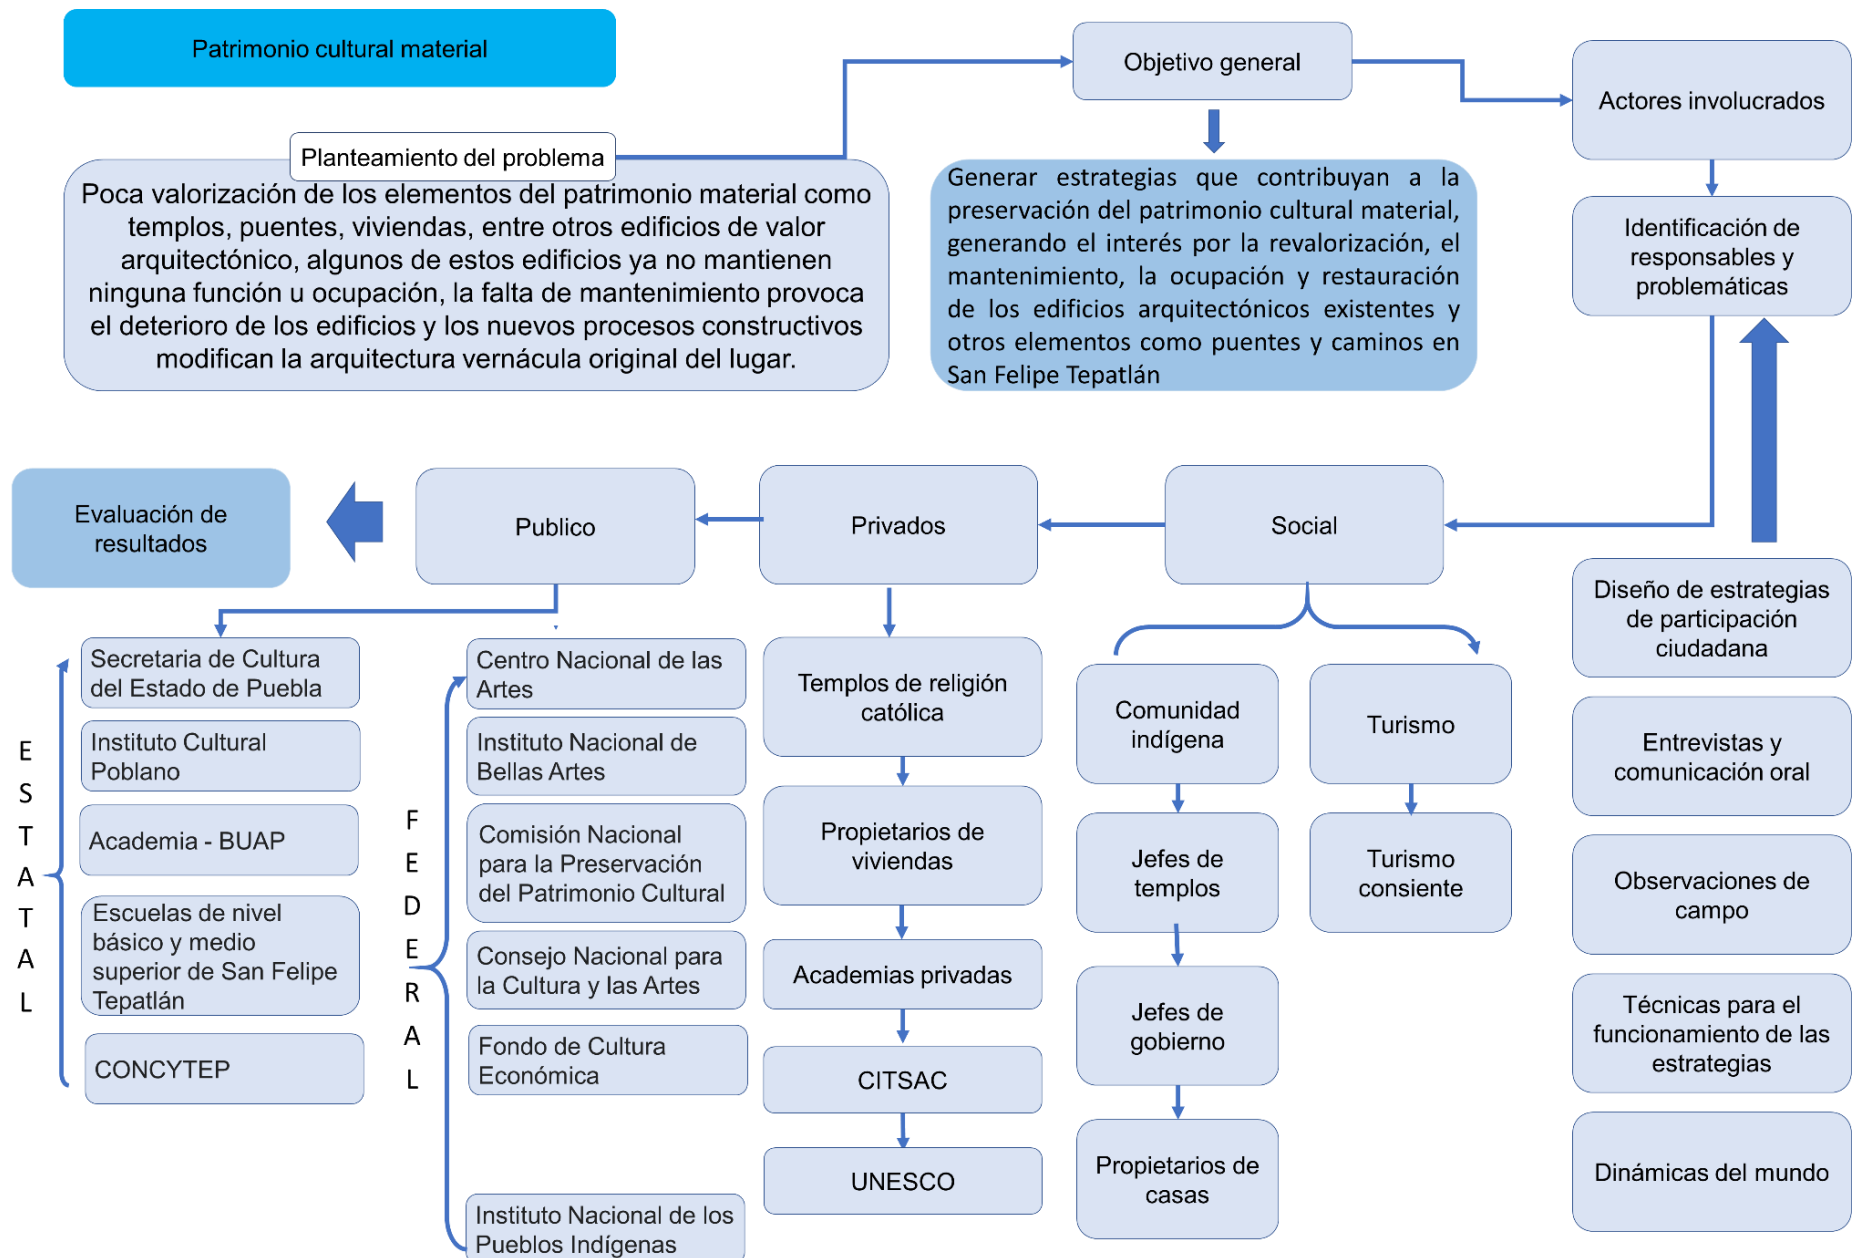 Patrimonio cultural material
Planteamiento del problema
Poca valorización de los elementos del patrimonio material como
templos, puentes, viviendas, entre otros edificios de valor
arquitectónico, algunos de estos edificios ya no mantienen
ninguna función u ocupación, la falta de mantenimiento provoca
el deterioro de los edificios y los nuevos procesos constructivos
modifican la arquitectura vernácula original del lugar.
Objetivo general
Generar estrategias que contribuyan a la
preservación del patrimonio cultural material,
generando el interés por la revalorización, el
mantenimiento, la ocupación y restauración
de los edificios arquitectónicos existentes y
otros elementos como puentes y caminos en
San Felipe Tepatlán
Actores involucrados
Identificación de
responsables y
problemáticas
Evaluación de
resultados
Publico
Privados
Social
ESTATAL
Secretaria de Cultura
del Estado de Puebla
Instituto Cultural
Poblano
Academia - BUAP
Escuelas de nivel
básico y medio
superior de San Felipe
Tepatlán
CONCYTEP
FEDERAL
Centro Nacional de las
Artes
Instituto Nacional de
Bellas Artes
Comisión Nacional
para la Preservación
del Patrimonio Cultural
Consejo Nacional para
la Cultura y las Artes
Fondo de Cultura
Económica
Instituto Nacional de los
Pueblos Indígenas
Templos de religión
católica
Propietarios de
viviendas
Academias privadas
CITSAC
UNESCO
Comunidad
indígena
Jefes de
templos
Jefes de
gobierno
Propietarios de
casas
Turismo
Turismo
consiente
Diseño de estrategias
de participación
ciudadana
Entrevistas y
comunicación oral
Observaciones de
campo
Técnicas para el
funcionamiento de las
estrategias
Dinámicas del mundo